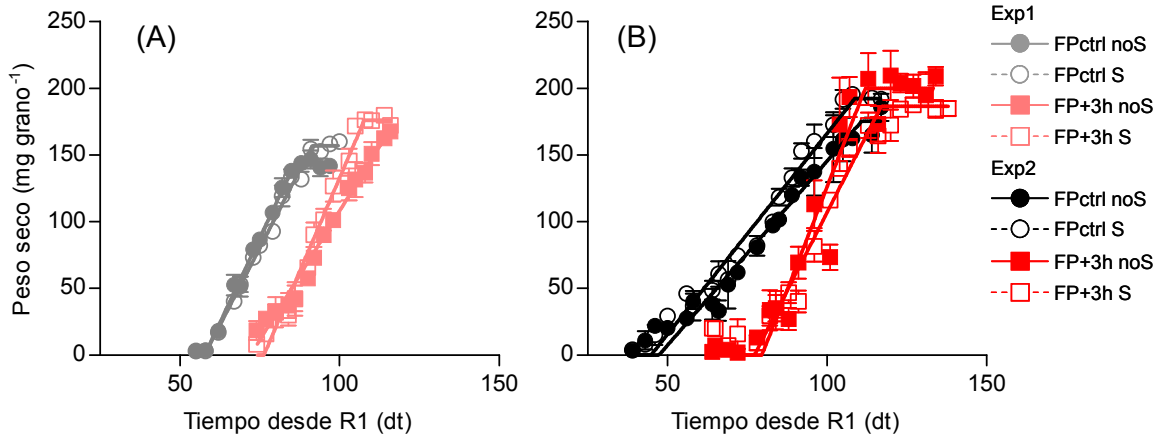 (A)
250
200
150
100
50
0
Peso seco (mg grano⁻¹)
50
100
150
Tiempo desde R1 (dt)
(B)
250
200
150
100
50
0
50
100
150
Tiempo desde R1 (dt)
Exp1
FPctrl noS
FPctrl S
FP+3h noS
FP+3h S
Exp2
FPctrl noS
FPctrl S
FP+3h noS
FP+3h S